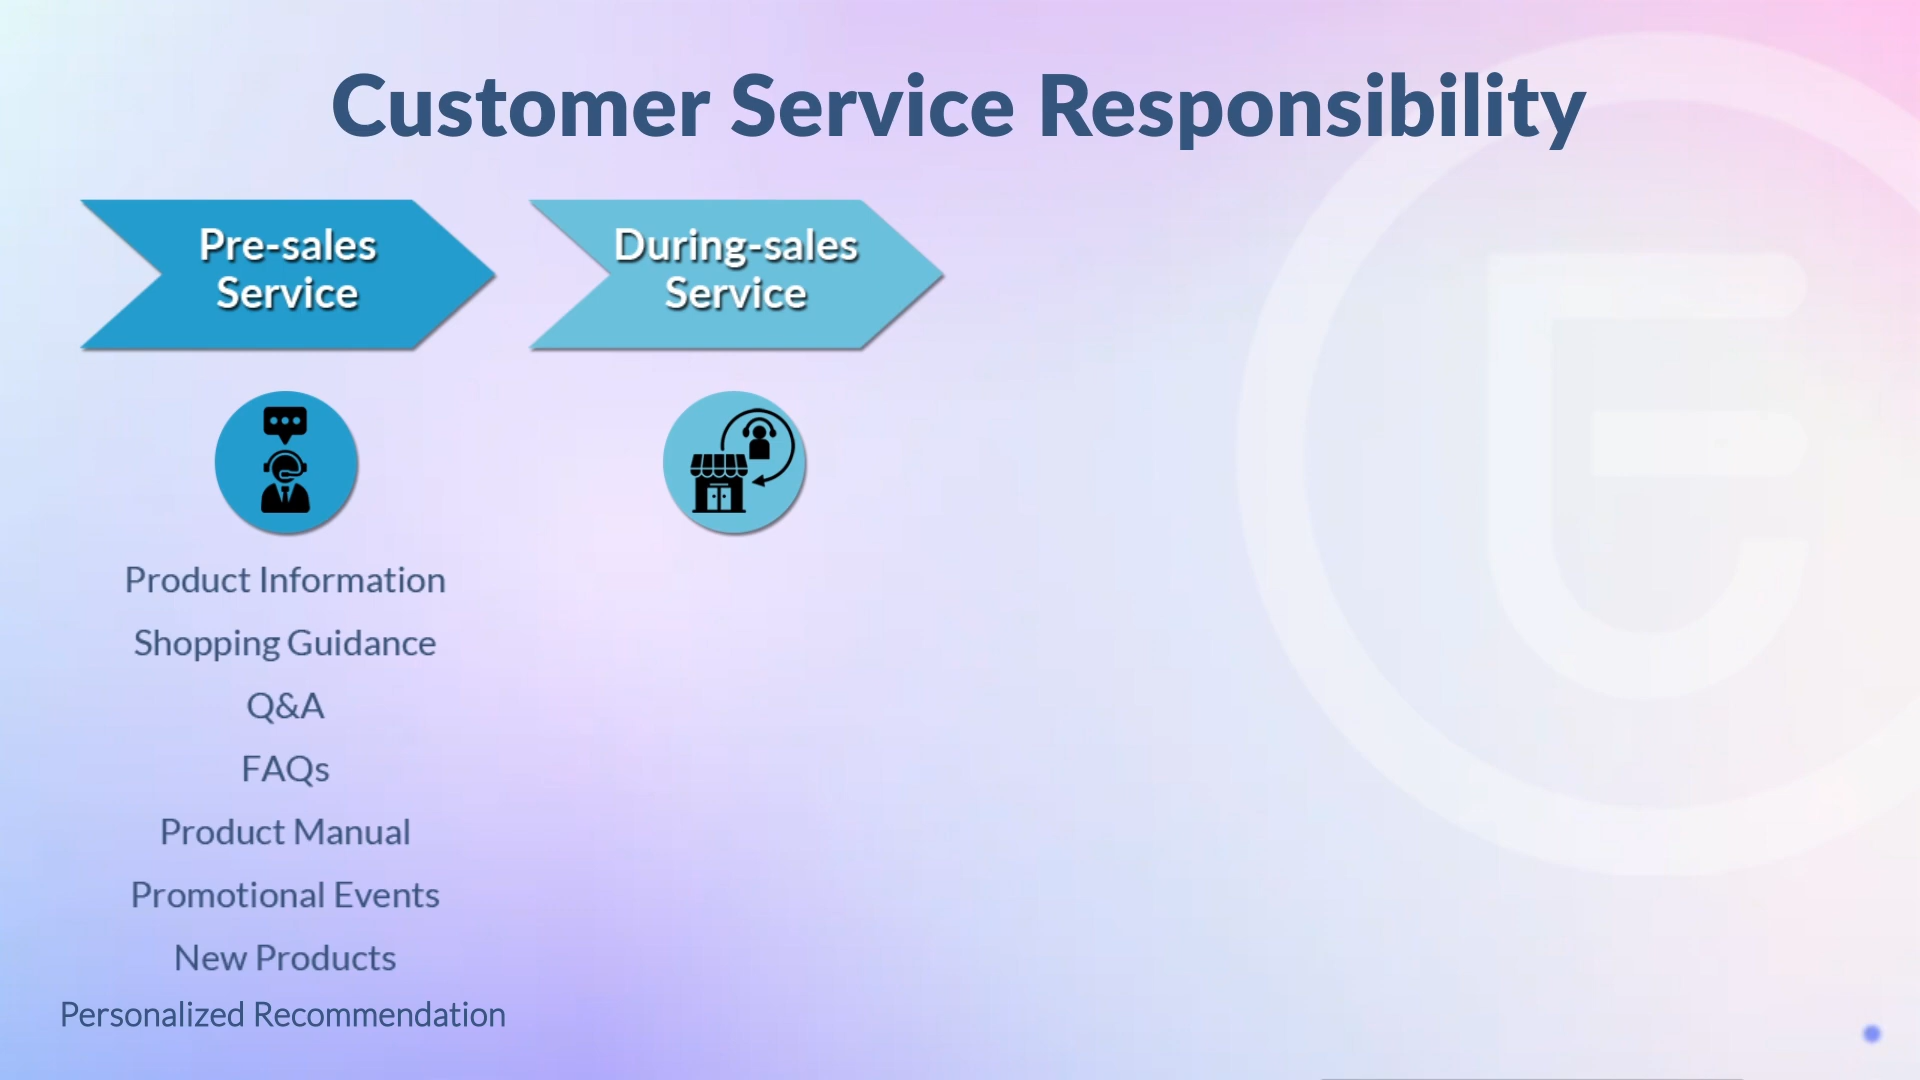 Customer Service Responsibility
Pre-sales
Service
During-sales
Service
Product Information
Shopping Guidance
Q&A
FAQs
Product Manual
Promotional Events
New Products
Personalized Recommendation